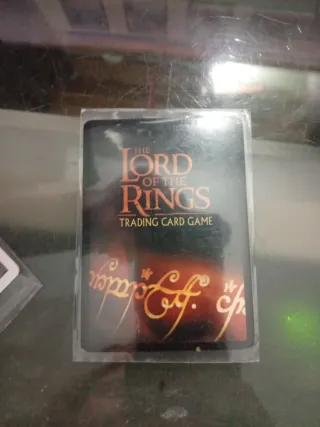 THE
LORD
OF THE
RINGS
TRADING CARD GAME